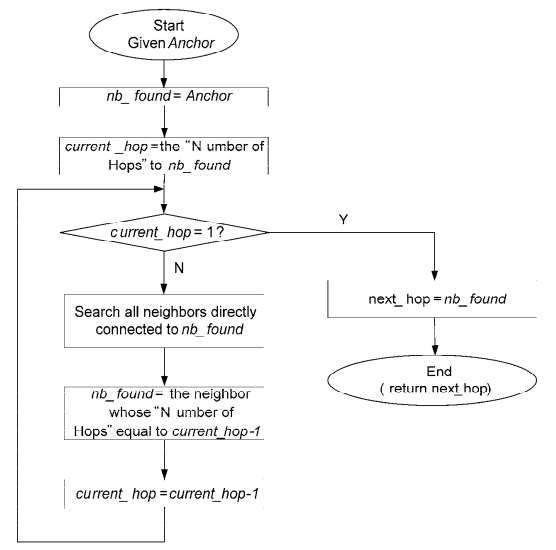 Start
Given Anchor
nb_ found = Anchor
current _hop =the “N umber of
Hops” to nb_found
current_ hop = 1?
Y
N
Search all neighbors directly
connected to nb_found
next_ hop = nb_found
nb_found = the neighbor
whose “N umber of
Hops” equal to current_hop-1
End
( return next_hop)
current_ hop =current_hop-1